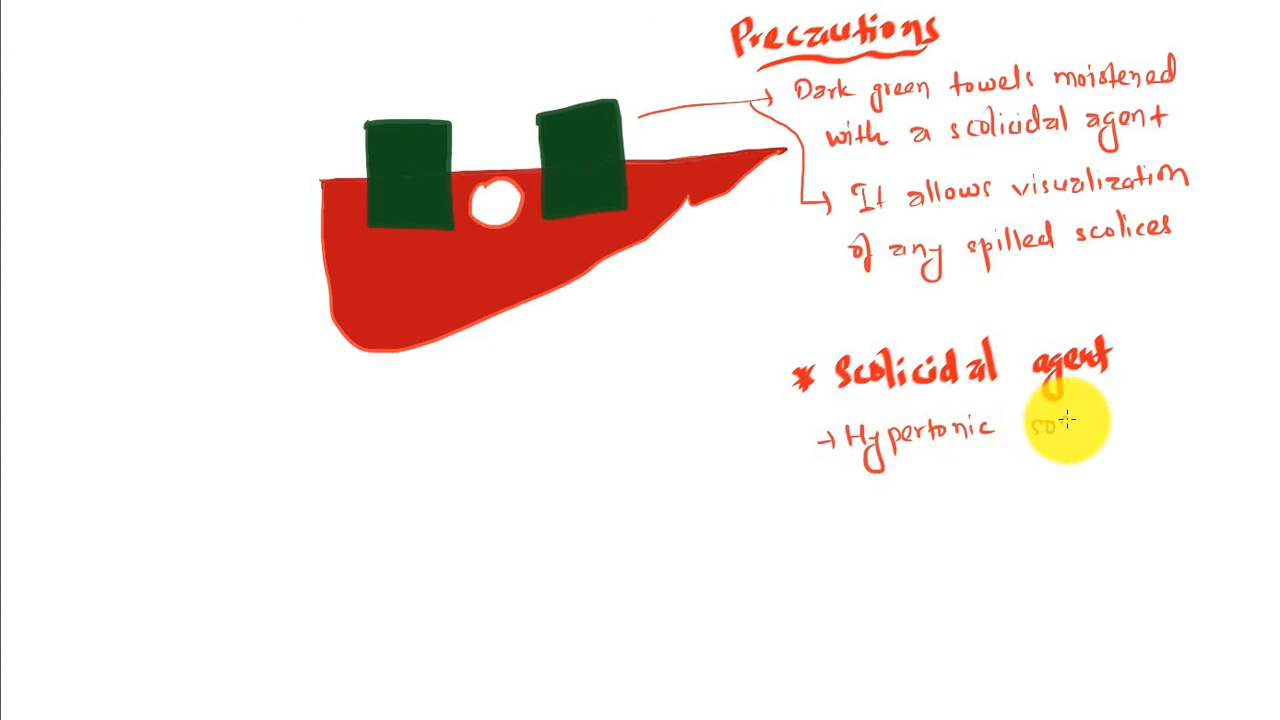 Precautions
→ Dark green towels moistened
with a scolicidal agent
→ It allows visualization
of any spilled scolices
* Scolicidal agent
→ Hypertonic